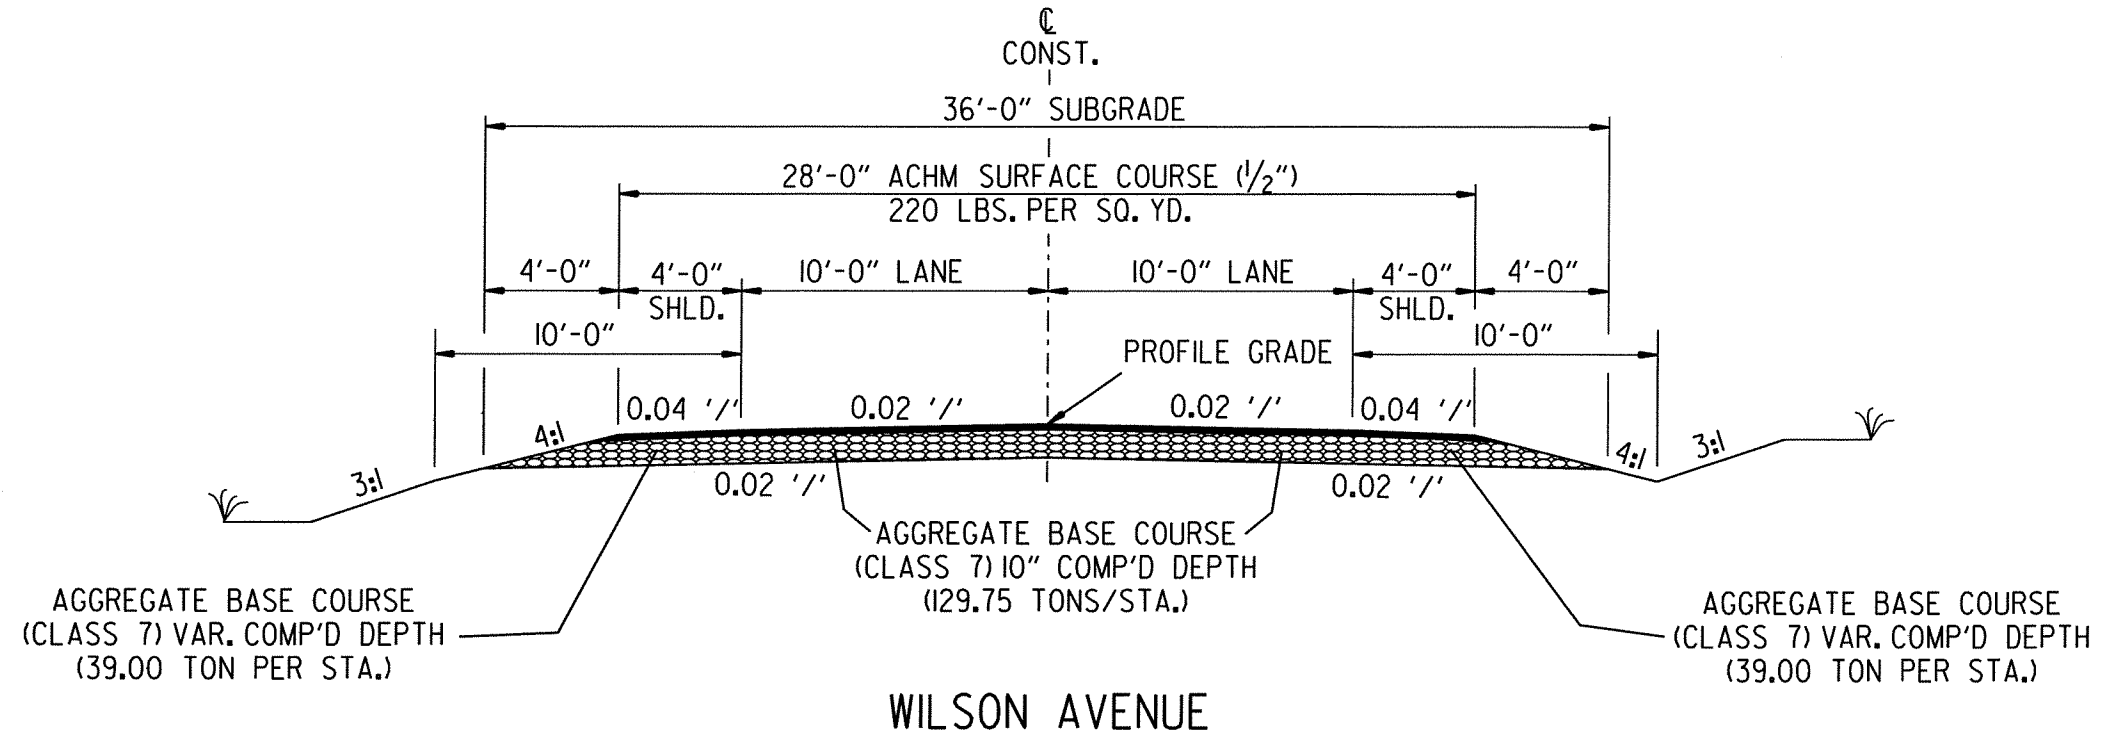 ℄
CONST.
36'-0" SUBGRADE
28'-0" ACHM SURFACE COURSE (1/2")
220 LBS. PER SQ. YD.
4'-0" 4'-0" 10'-0" LANE 10'-0" LANE 4'-0" 4'-0"
SHLD. SHLD.
10'-0" 10'-0"
PROFILE GRADE
0.04 '/' 0.02 '/' 0.02 '/' 0.04 '/'
4:1 3:1 4:1 3:1
0.02 '/' 0.02 '/'
AGGREGATE BASE COURSE
(CLASS 7) 10" COMP'D DEPTH
(129.75 TONS/STA.)
AGGREGATE BASE COURSE
(CLASS 7) VAR. COMP'D DEPTH
(39.00 TON PER STA.)
AGGREGATE BASE COURSE
(CLASS 7) VAR. COMP'D DEPTH
(39.00 TON PER STA.)
WILSON AVENUE